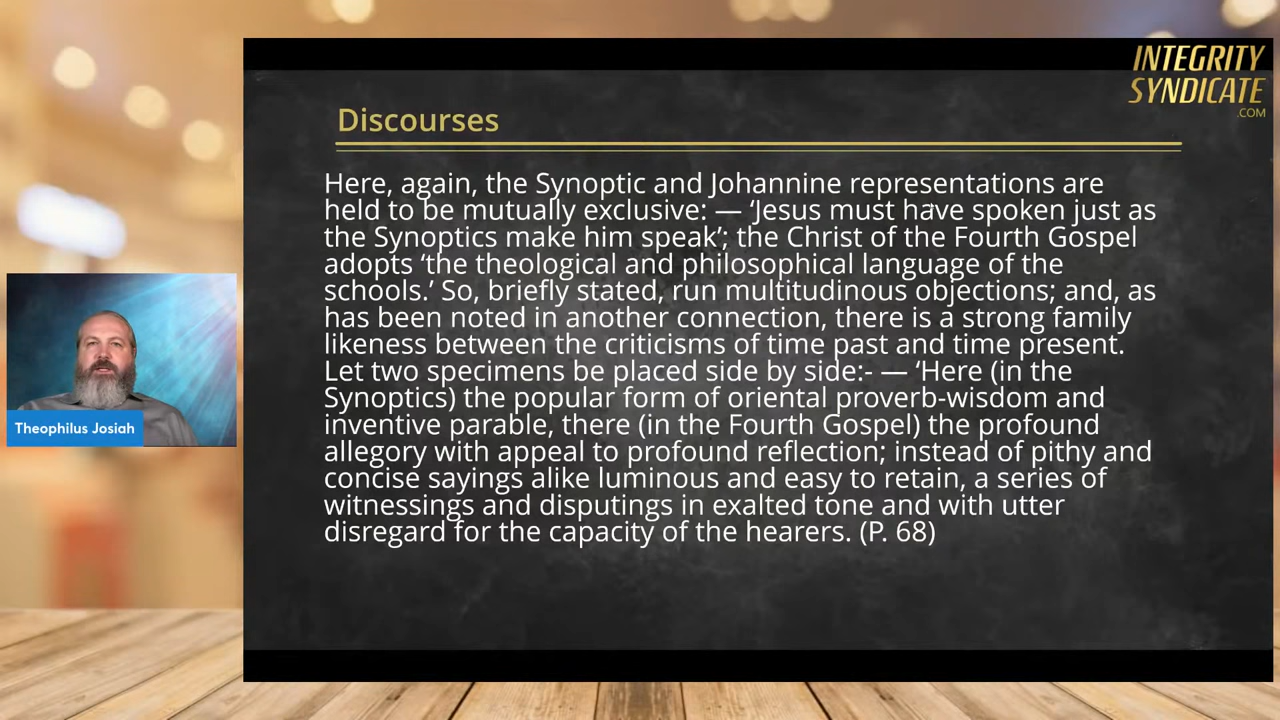 INTEGRITY
SYNDICATE
.COM
Discourses
Here, again, the Synoptic and Johannine representations are
held to be mutually exclusive: — ‘Jesus must have spoken just as
the Synoptics make him speak’; the Christ of the Fourth Gospel
adopts ‘the theological and philosophical language of the
schools.’ So, briefly stated, run multitudinous objections; and, as
has been noted in another connection, there is a strong family
likeness between the criticisms of time past and time present.
Let two specimens be placed side by side:- — ‘Here (in the
Synoptics) the popular form of oriental proverb-wisdom and
inventive parable, there (in the Fourth Gospel) the profound
allegory with appeal to profound reflection; instead of pithy and
concise sayings alike luminous and easy to retain, a series of
witnessings and disputings in exalted tone and with utter
disregard for the capacity of the hearers. (P. 68)
Theophilus Josiah